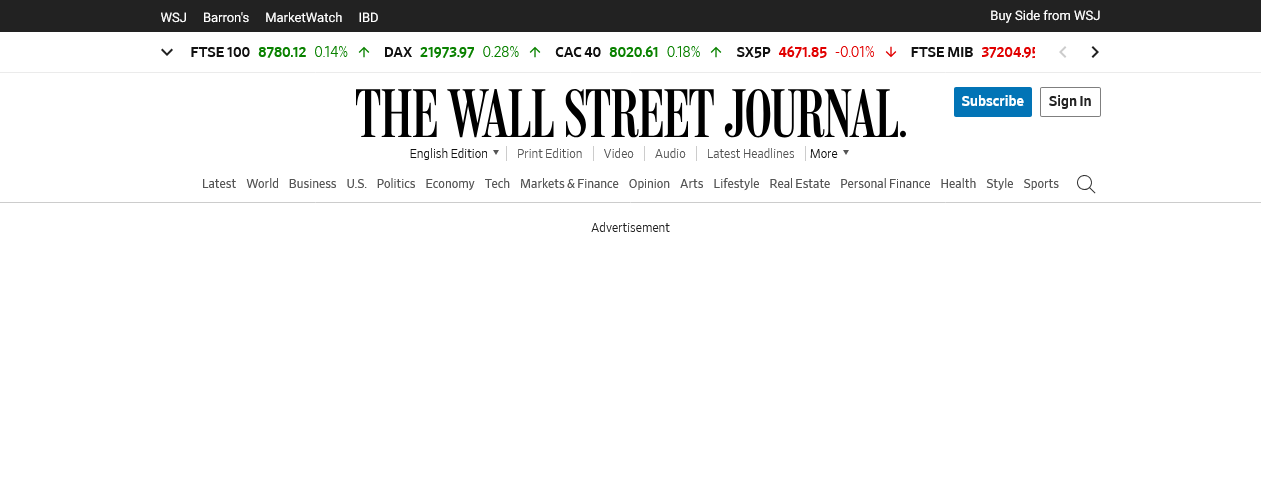 WSJ Barron's MarketWatch IBD Buy Side from WSJ
FTSE 100 8780.12 0.14% DAX 21973.97 0.28% CAC 40 8020.61 0.18% SX5P 4671.85 -0.01% FTSE MIB
THE WALL STREET JOURNAL.
Subscribe Sign In
English Edition Print Edition Video Audio Latest Headlines More
Latest World Business U.S. Politics Economy Tech Markets & Finance Opinion Arts Lifestyle Real Estate Personal Finance Health Style Sports
Advertisement